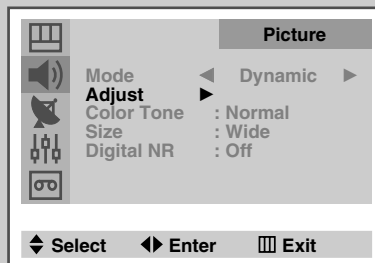 Picture
Mode ◀ Dynamic ▶
Adjust ▶
Color Tone : Normal
Size : Wide
Digital NR : Off
Select Enter Exit